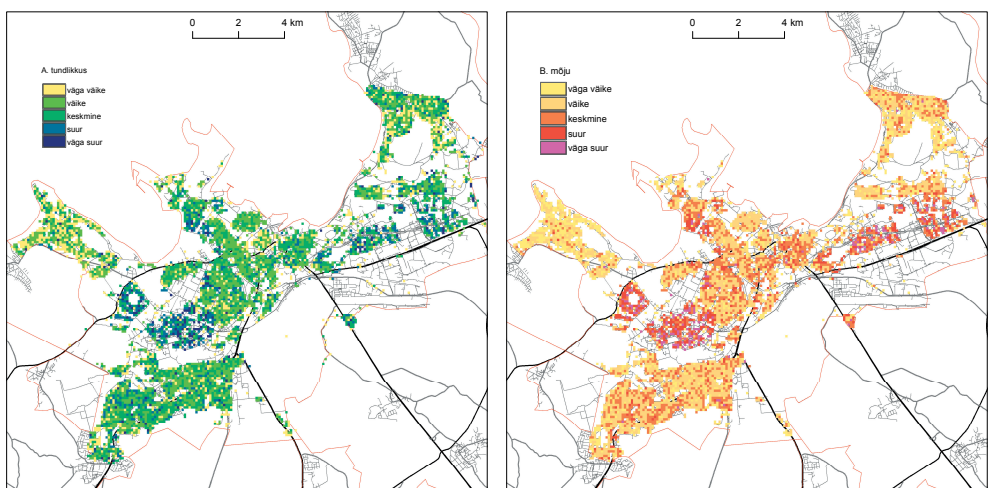 0 2 4 km
A. tundlikkus
väga väike
väike
keskmine
suur
väga suur
0 2 4 km
B. mõju
väga väike
väike
keskmine
suur
väga suur